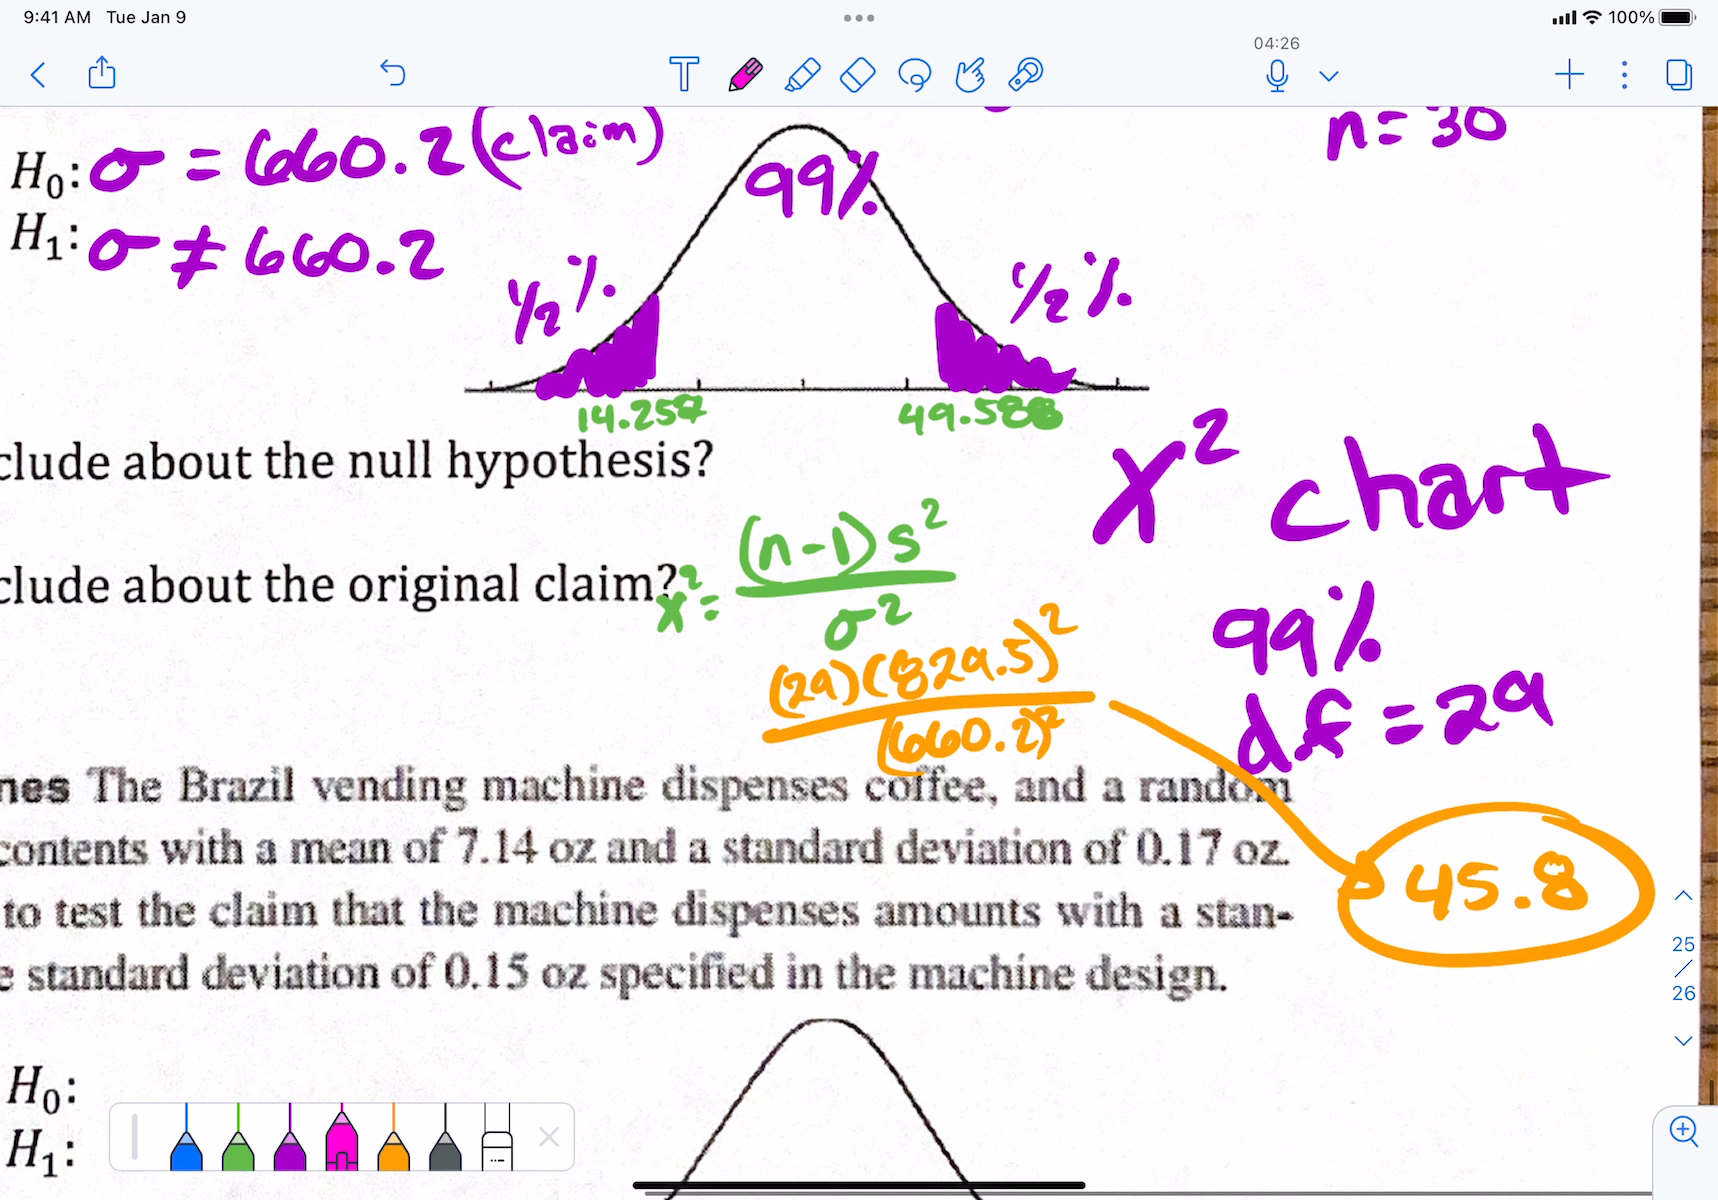 9:41 AM Tue Jan 9
100%
04:26
H₀: σ = 660.2 (claim)
99%
n = 30
H₁: σ ≠ 660.2
½%
½%
14.257
49.588
clude about the null hypothesis?
x² chart
clude about the original claim?
x² = (n-1)s² / σ²
99%
(29)(829.5)² / (660.2)²
df = 29
nes The Brazil vending machine dispenses coffee, and a random
contents with a mean of 7.14 oz and a standard deviation of 0.17 oz.
45.8
to test the claim that the machine dispenses amounts with a stan-
e standard deviation of 0.15 oz specified in the machine design.
25
/
26
H₀:
H₁: